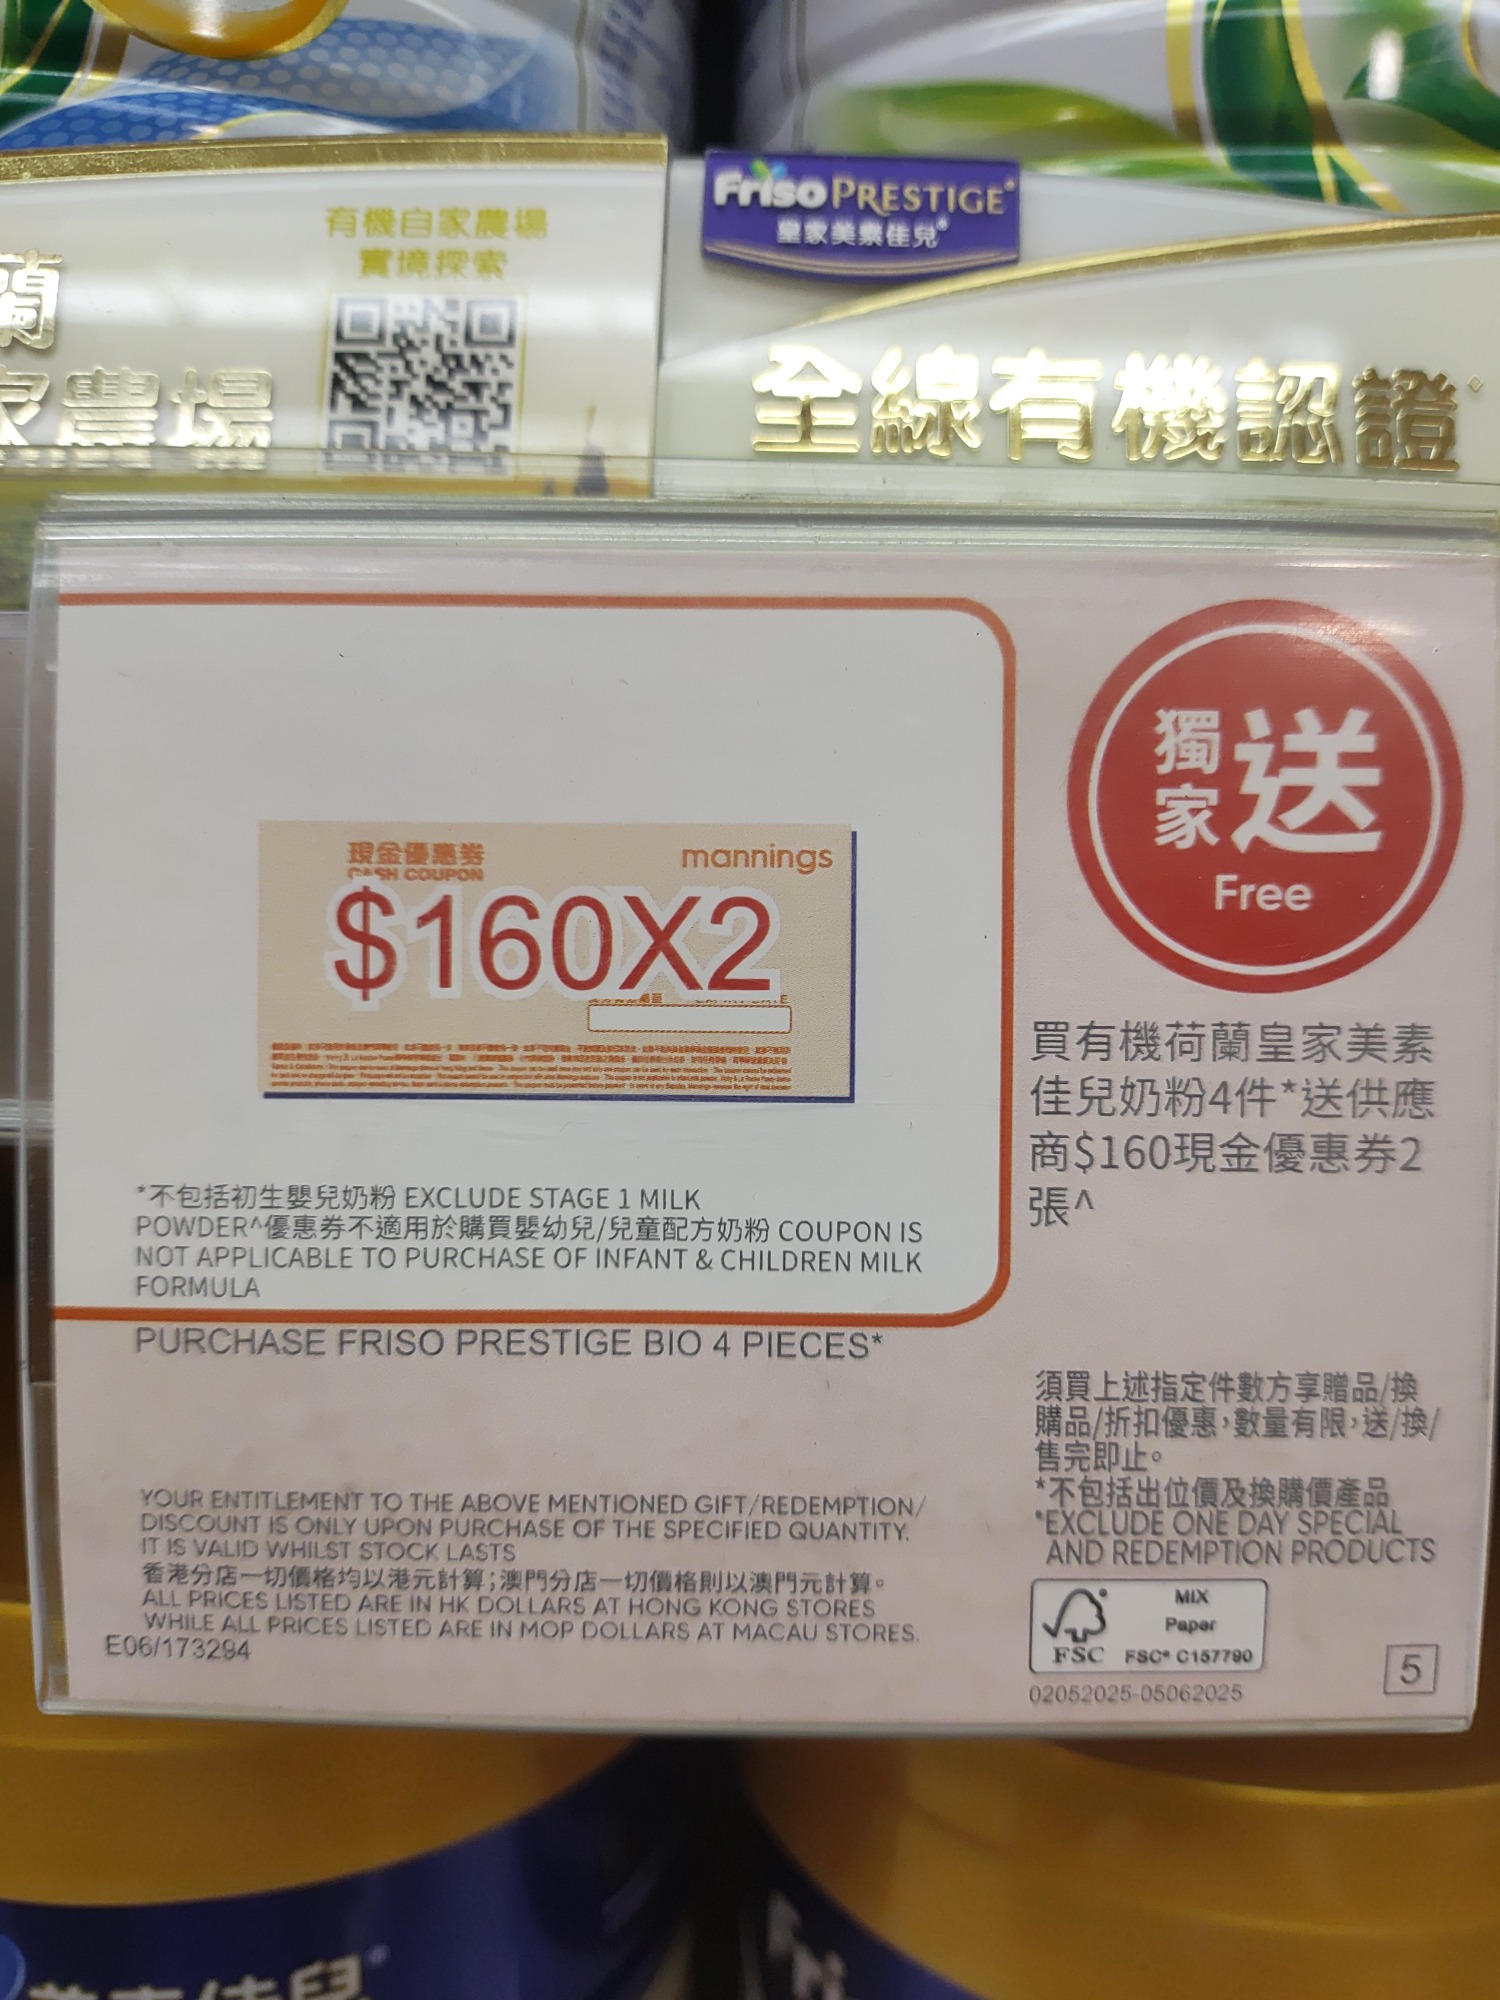 有機自家農場
實境探索
蘭
家農場
Friso PRESTIGE®
皇家美素佳兒®
全線有機認證
現金優惠券
CASH COUPON
mannings
$160X2
獨家送
Free
買有機荷蘭皇家美素
佳兒奶粉4件*送供應
商$160現金優惠券2
張^
*不包括初生嬰兒奶粉 EXCLUDE STAGE 1 MILK
POWDER^優惠券不適用於購買嬰幼兒/兒童配方奶粉 COUPON IS
NOT APPLICABLE TO PURCHASE OF INFANT & CHILDREN MILK
FORMULA
PURCHASE FRISO PRESTIGE BIO 4 PIECES*
須買上述指定件數方享贈品/換
購品/折扣優惠,數量有限,送/換/
售完即止。
*不包括出位價及換購價產品
*EXCLUDE ONE DAY SPECIAL
AND REDEMPTION PRODUCTS
YOUR ENTITLEMENT TO THE ABOVE MENTIONED GIFT/REDEMPTION/
DISCOUNT IS ONLY UPON PURCHASE OF THE SPECIFIED QUANTITY.
IT IS VALID WHILST STOCK LASTS
香港分店一切價格均以港元計算;澳門分店一切價格則以澳門元計算。
ALL PRICES LISTED ARE IN HK DOLLARS AT HONG KONG STORES
WHILE ALL PRICES LISTED ARE IN MOP DOLLARS AT MACAU STORES.
E06/173294
MIX
Paper
FSC
FSC® C157790
02052025-05062025
5
美素佳兒®